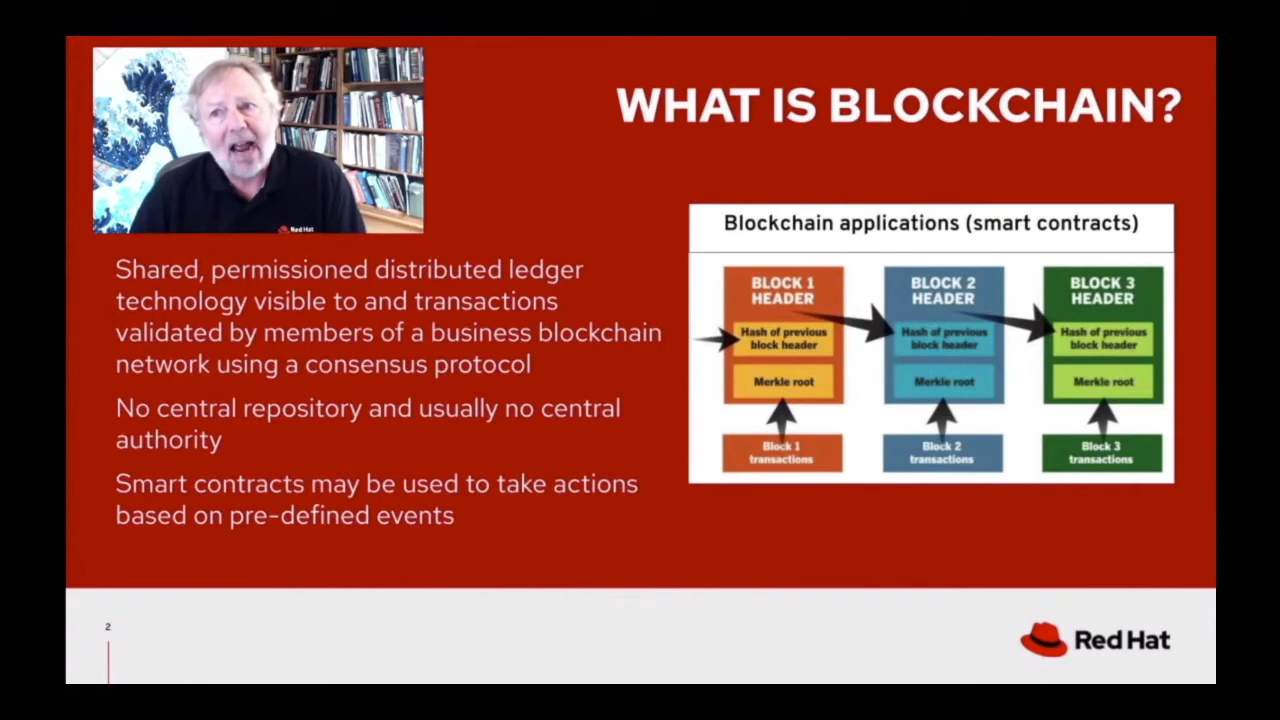 WHAT IS BLOCKCHAIN?
Red Hat
Shared, permissioned distributed ledger
technology visible to and transactions
validated by members of a business blockchain
network using a consensus protocol
No central repository and usually no central
authority
Smart contracts may be used to take actions
based on pre-defined events
Blockchain applications (smart contracts)
BLOCK 1
HEADER
Hash of previous
block header
Merkle root
Block 1
transactions
BLOCK 2
HEADER
Hash of previous
block header
Merkle root
Block 2
transactions
BLOCK 3
HEADER
Hash of previous
block header
Merkle root
Block 3
transactions
2
Red Hat